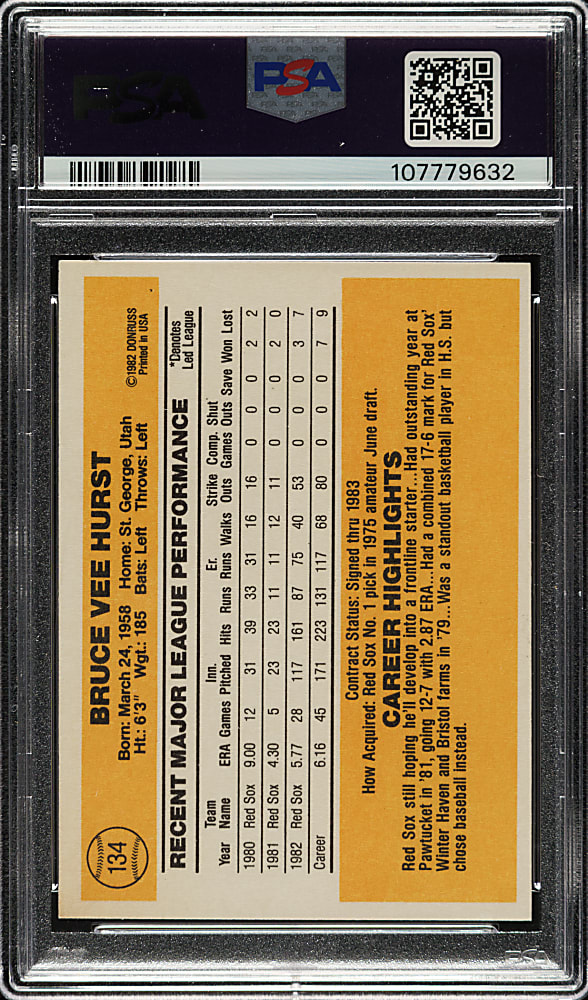 PSA
PSA
107779632
134
BRUCE VEE HURST
Born: March 24, 1958 Home: St. George, Utah
Ht.: 6'3" Wgt.: 185 Bats: Left Throws: Left
©1982 DONRUSS
Printed in USA
RECENT MAJOR LEAGUE PERFORMANCE
*Denotes
Led League
Team Inn. Er. Strike Comp. Shut
Year Name ERA Games Pitched Hits Runs Runs Walks Outs Games Outs Save Won Lost
1980 Red Sox 9.00 12 31 39 33 31 16 16 0 0 0 2 2
1981 Red Sox 4.30 5 23 23 11 11 12 11 0 0 0 2 0
1982 Red Sox 5.77 28 117 161 87 75 40 53 0 0 0 3 7
Career 6.16 45 171 223 131 117 68 80 0 0 0 7 9
Contract Status: Signed thru 1983
How Acquired: Red Sox No. 1 pick in 1976 amateur June draft.
CAREER HIGHLIGHTS
Red Sox still hoping he'll develop into a frontline starter...Had outstanding year at
Pawtucket in '81, going 12-7 with 2.87 ERA...Had a combined 17-6 mark for Red Sox'
Winter Haven and Bristol farms in '79...Was a standout basketball player in H.S. but
chose baseball instead.